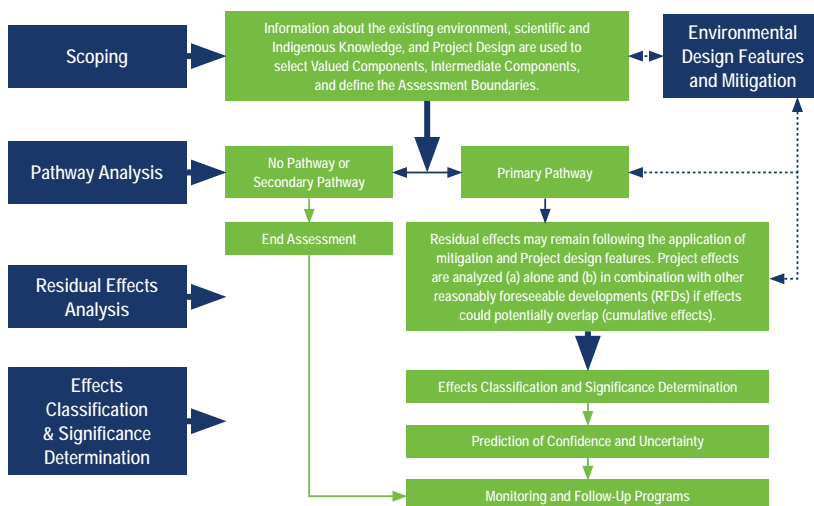 Scoping
Information about the existing environment, scientific and
Indigenous Knowledge, and Project Design are used to
select Valued Components, Intermediate Components,
and define the Assessment Boundaries.
Environmental
Design Features
and Mitigation
Pathway Analysis
No Pathway or
Secondary Pathway
Primary Pathway
End Assessment
Residual Effects
Analysis
Residual effects may remain following the application of
mitigation and Project design features. Project effects
are analyzed (a) alone and (b) in combination with other
reasonably foreseeable developments (RFDs) if effects
could potentially overlap (cumulative effects).
Effects
Classification
& Significance
Determination
Effects Classification and Significance Determination
Prediction of Confidence and Uncertainty
Monitoring and Follow-Up Programs